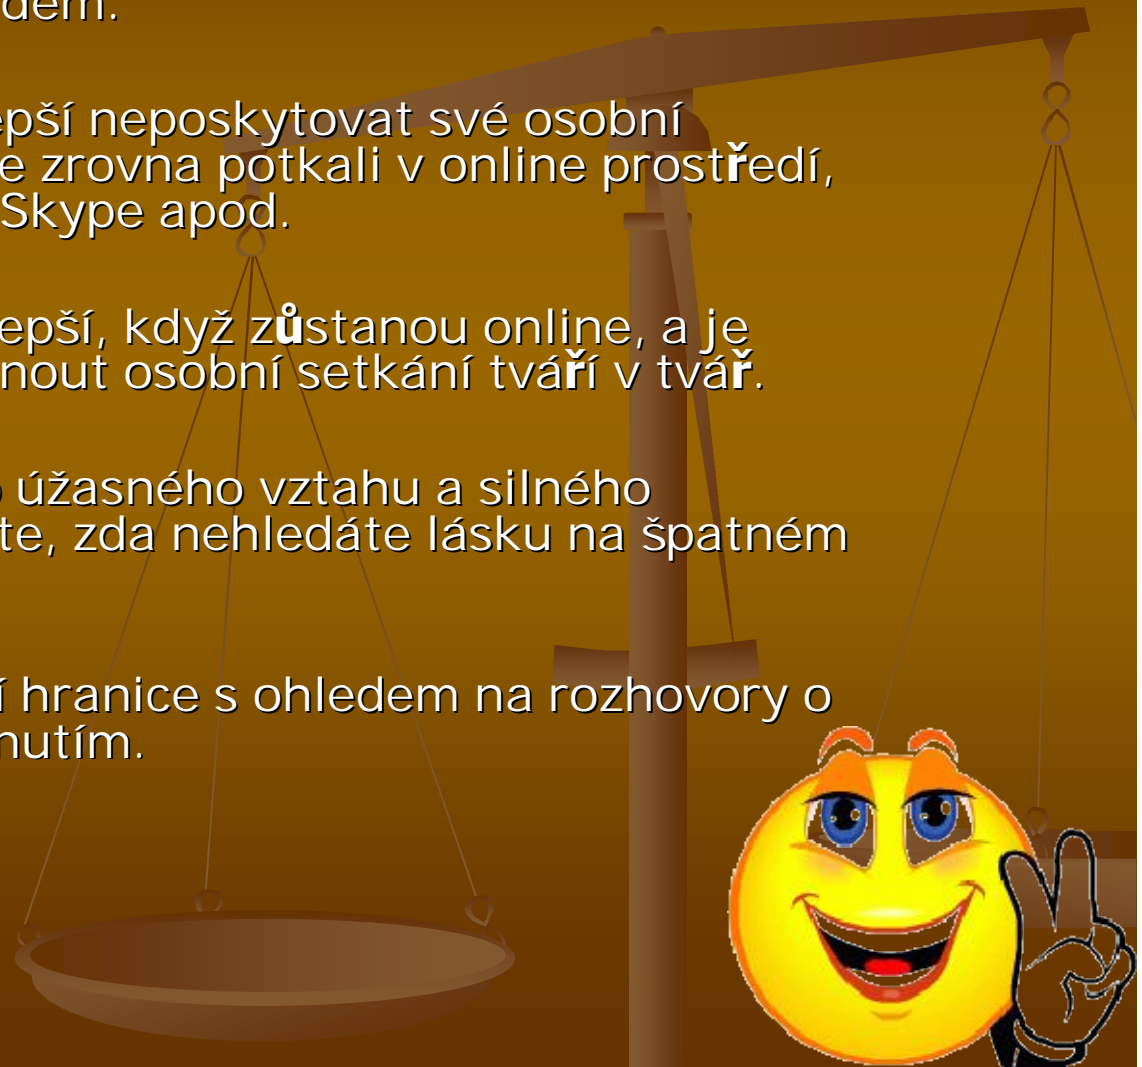 dem.
epší neposkytovat své osobní
e zrovna potkali v online prostředí,
Skype apod.
epší, když zůstanou online, a je
nout osobní setkání tváří v tvář.
o úžasného vztahu a silného
te, zda nehledáte lásku na špatném
í hranice s ohledem na rozhovory o
nutím.